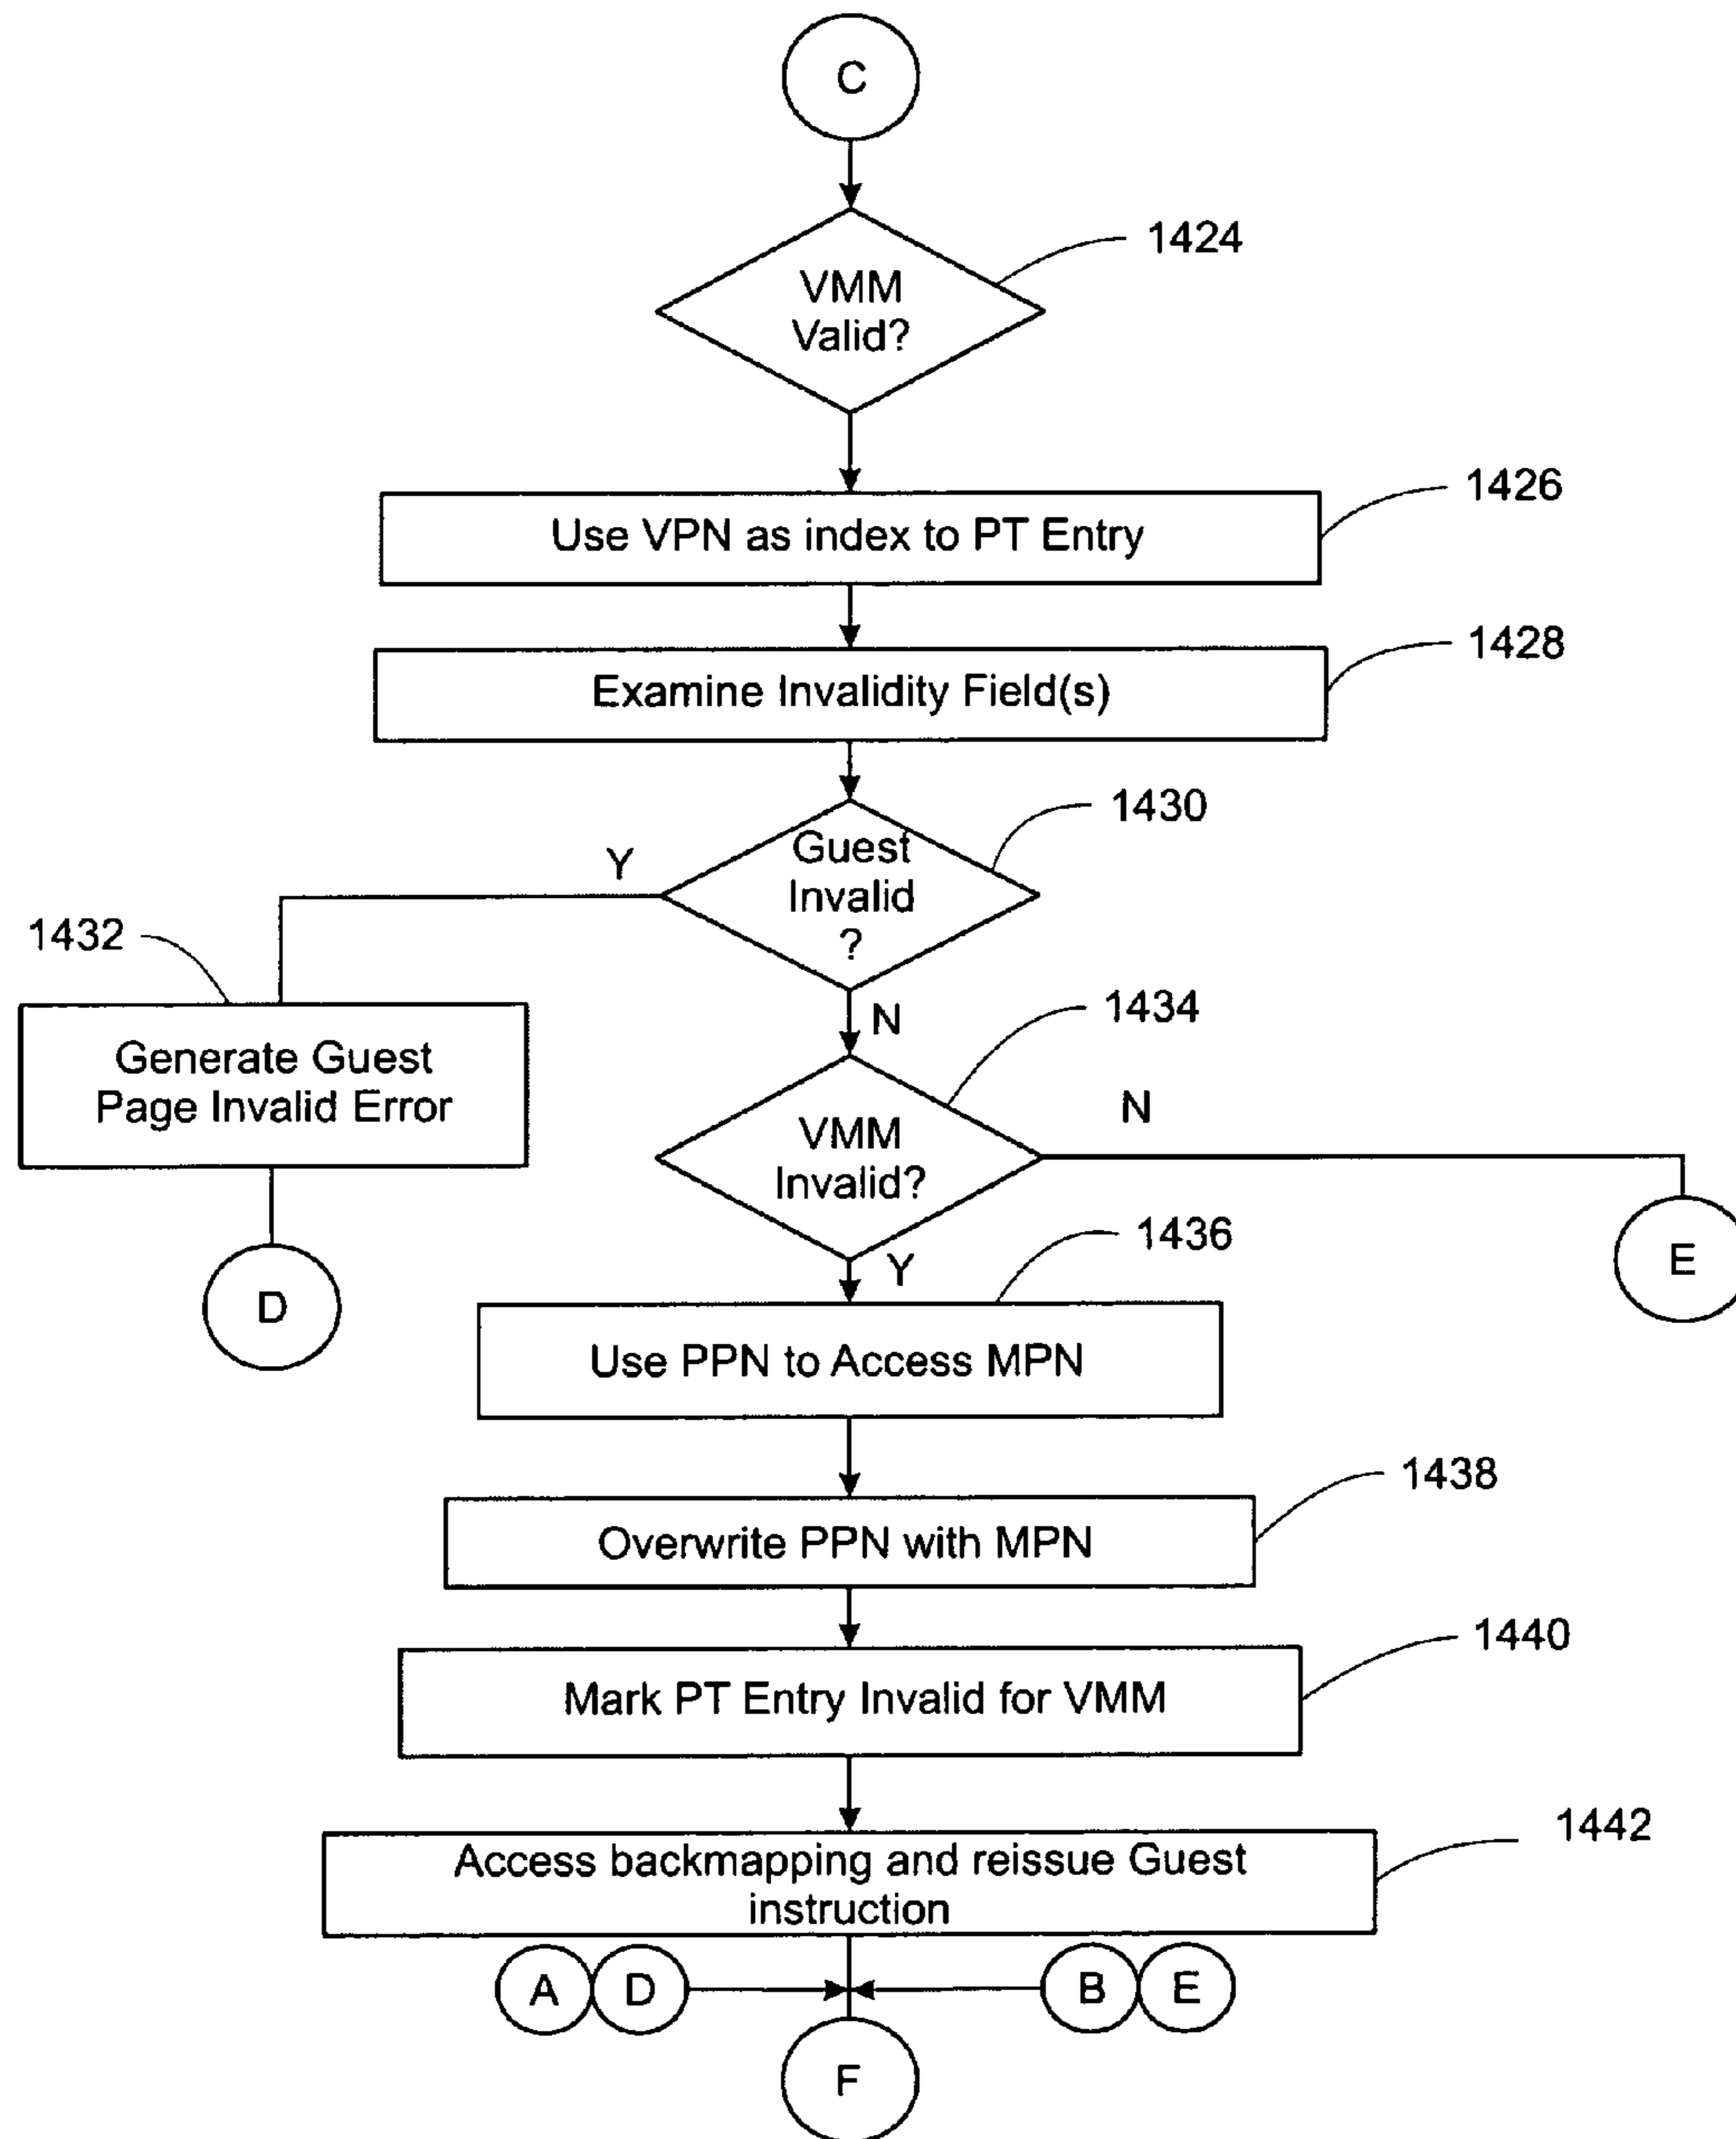 C
VMM
Valid?
1424
Use VPN as index to PT Entry
1426
Examine Invalidity Field(s)
1428
Guest
Invalid
?
1430
Y
N
1432
Generate Guest
Page Invalid Error
D
VMM
Invalid?
1434
N
E
Y
1436
Use PPN to Access MPN
1438
Overwrite PPN with MPN
1440
Mark PT Entry Invalid for VMM
1442
Access backmapping and reissue Guest
instruction
A
D
B
E
F